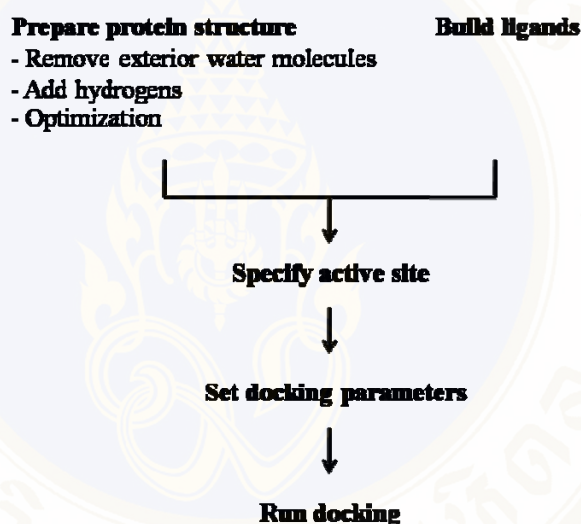 Prepare protein structure
Build ligands
- Remove exterior water molecules
- Add hydrogens
- Optimization
Specify active site
Set docking parameters
Run docking